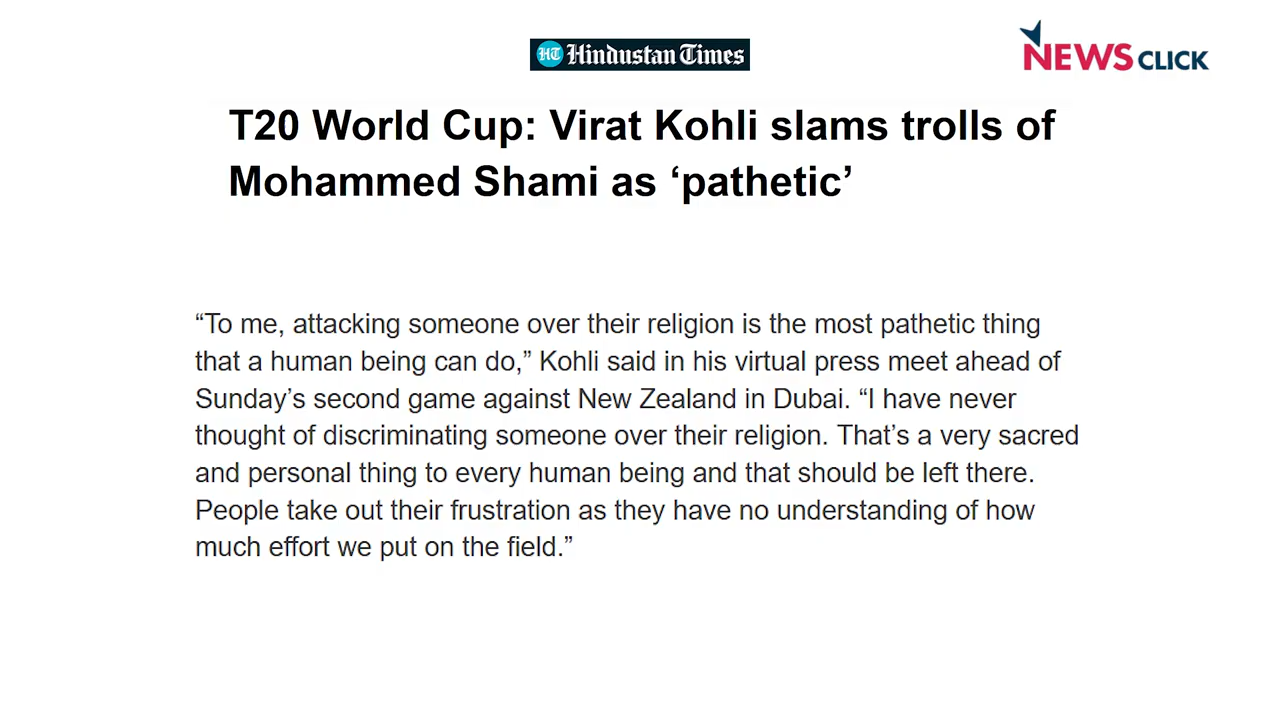 HT Hindustan Times
NEWS CLICK
T20 World Cup: Virat Kohli slams trolls of
Mohammed Shami as ‘pathetic’
“To me, attacking someone over their religion is the most pathetic thing
that a human being can do,” Kohli said in his virtual press meet ahead of
Sunday’s second game against New Zealand in Dubai. “I have never
thought of discriminating someone over their religion. That’s a very sacred
and personal thing to every human being and that should be left there.
People take out their frustration as they have no understanding of how
much effort we put on the field.”